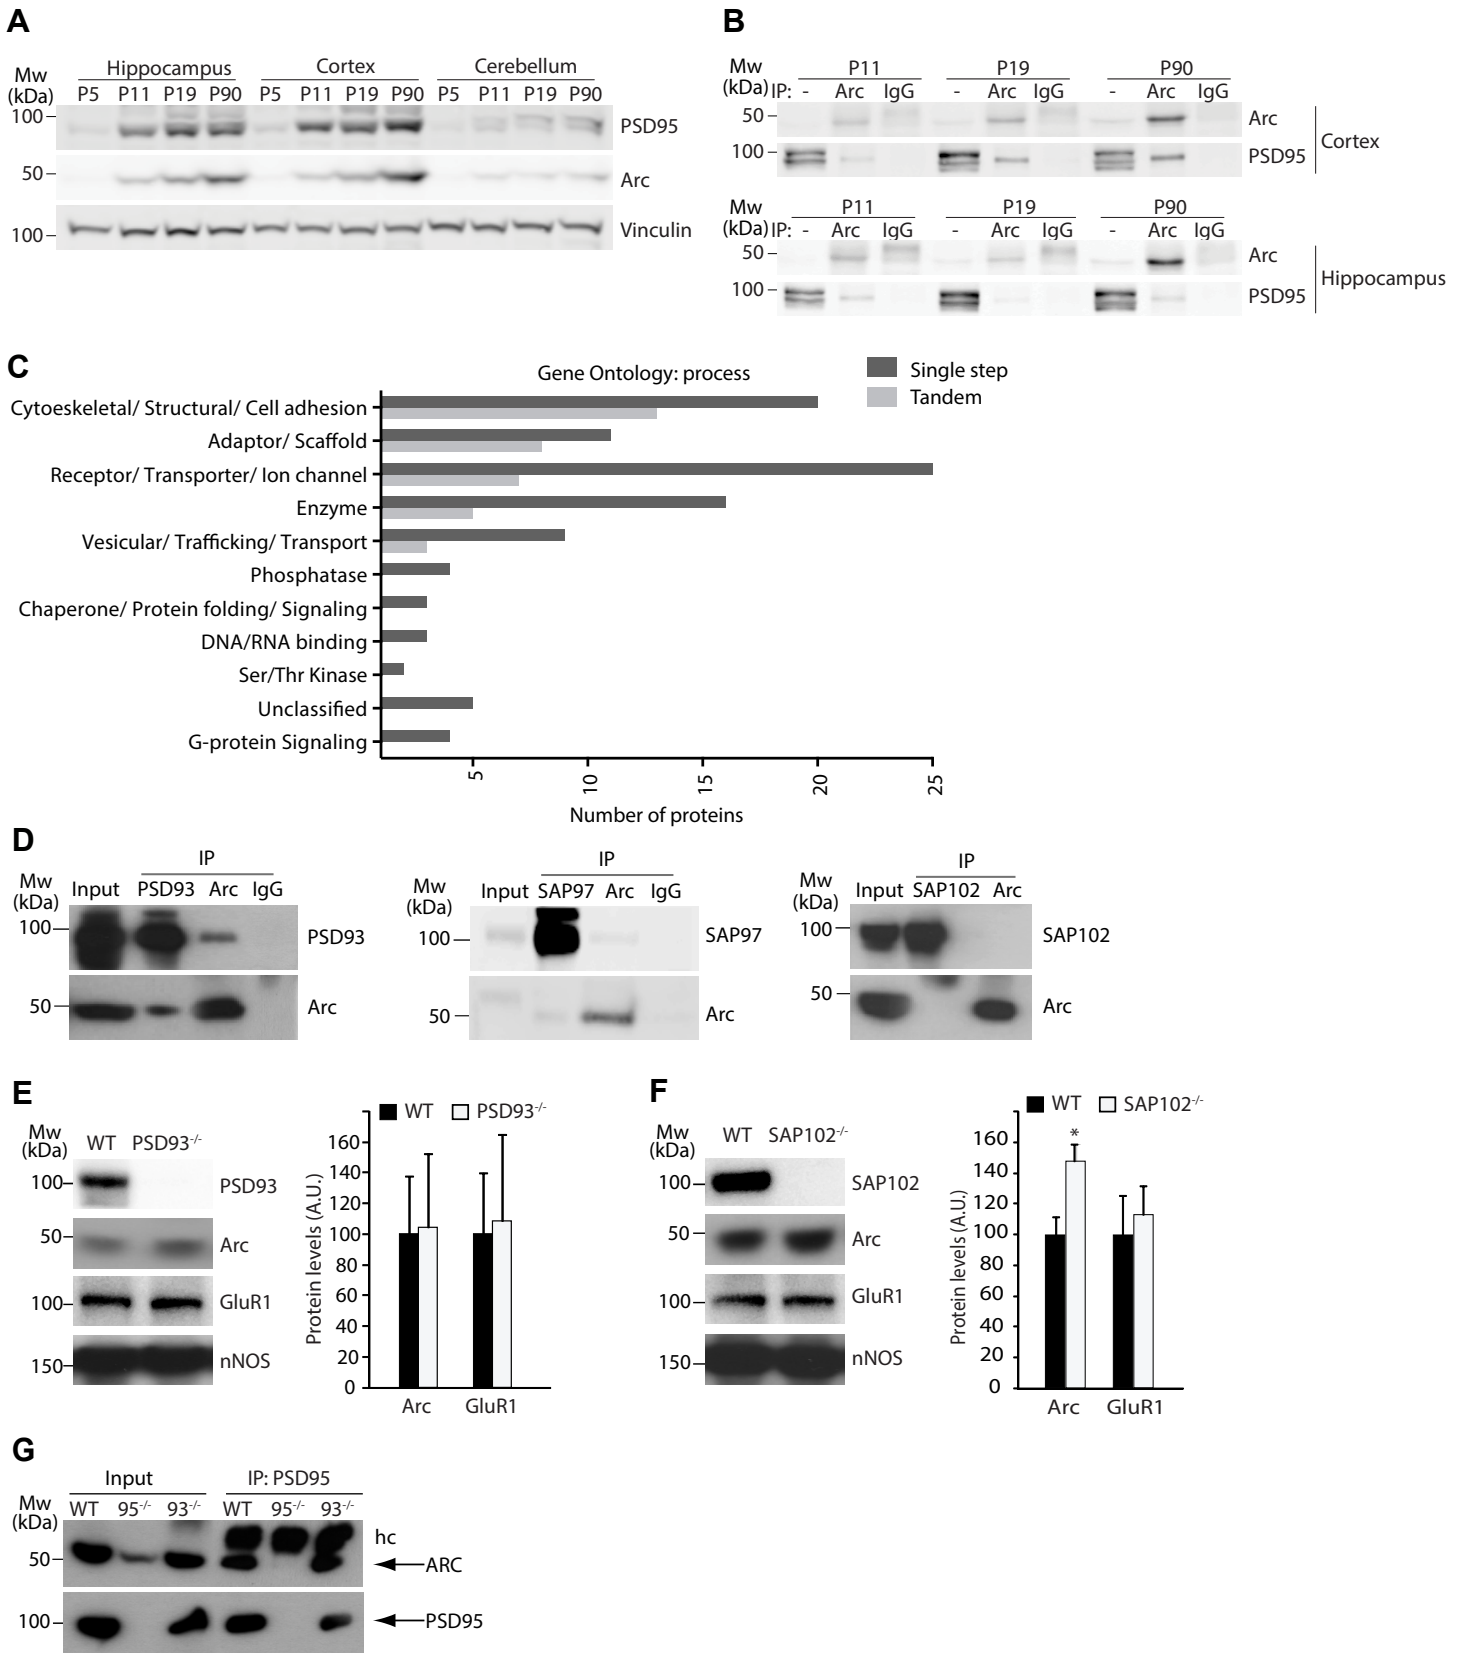 A
Hippocampus Cortex Cerebellum
Mw
(kDa)
P5 P11 P19 P90 P5 P11 P19 P90 P5 P11 P19 P90
100
PSD95
50
Arc
100
Vinculin
B
Mw
(kDa)
P11 P19 P90
IP: - Arc IgG - Arc IgG - Arc IgG
50
Arc
100
PSD95
Cortex
Mw
(kDa)
P11 P19 P90
IP: - Arc IgG - Arc IgG - Arc IgG
50
Arc
100
PSD95
Hippocampus
C
Gene Ontology: process
Single step
Tandem
Cytoeskeletal/ Structural/ Cell adhesion
Adaptor/ Scaffold
Receptor/ Transporter/ Ion channel
Enzyme
Vesicular/ Trafficking/ Transport
Phosphatase
Chaperone/ Protein folding/ Signaling
DNA/RNA binding
Ser/Thr Kinase
Unclassified
G-protein Signaling
5 10 15 20 25
Number of proteins
D
IP
Mw
(kDa)
Input PSD93 Arc IgG
100
PSD93
50
Arc
IP
Mw
(kDa)
Input SAP97 Arc IgG
100
SAP97
50
Arc
IP
Mw
(kDa)
Input SAP102 Arc
100
SAP102
50
Arc
E
Mw
(kDa)
WT PSD93-/-
100
PSD93
50
Arc
100
GluR1
150
nNOS
WT PSD93-/-
Protein levels (A.U.)
160
140
120
100
80
60
40
20
0
Arc GluR1
F
Mw
(kDa)
WT SAP102-/-
100
SAP102
50
Arc
100
GluR1
150
nNOS
WT SAP102-/-
*
Protein levels (A.U.)
160
140
120
100
80
60
40
20
0
Arc GluR1
G
Input IP: PSD95
Mw
(kDa)
WT 95-/- 93-/- WT 95-/- 93-/-
hc
50
ARC
100
PSD95